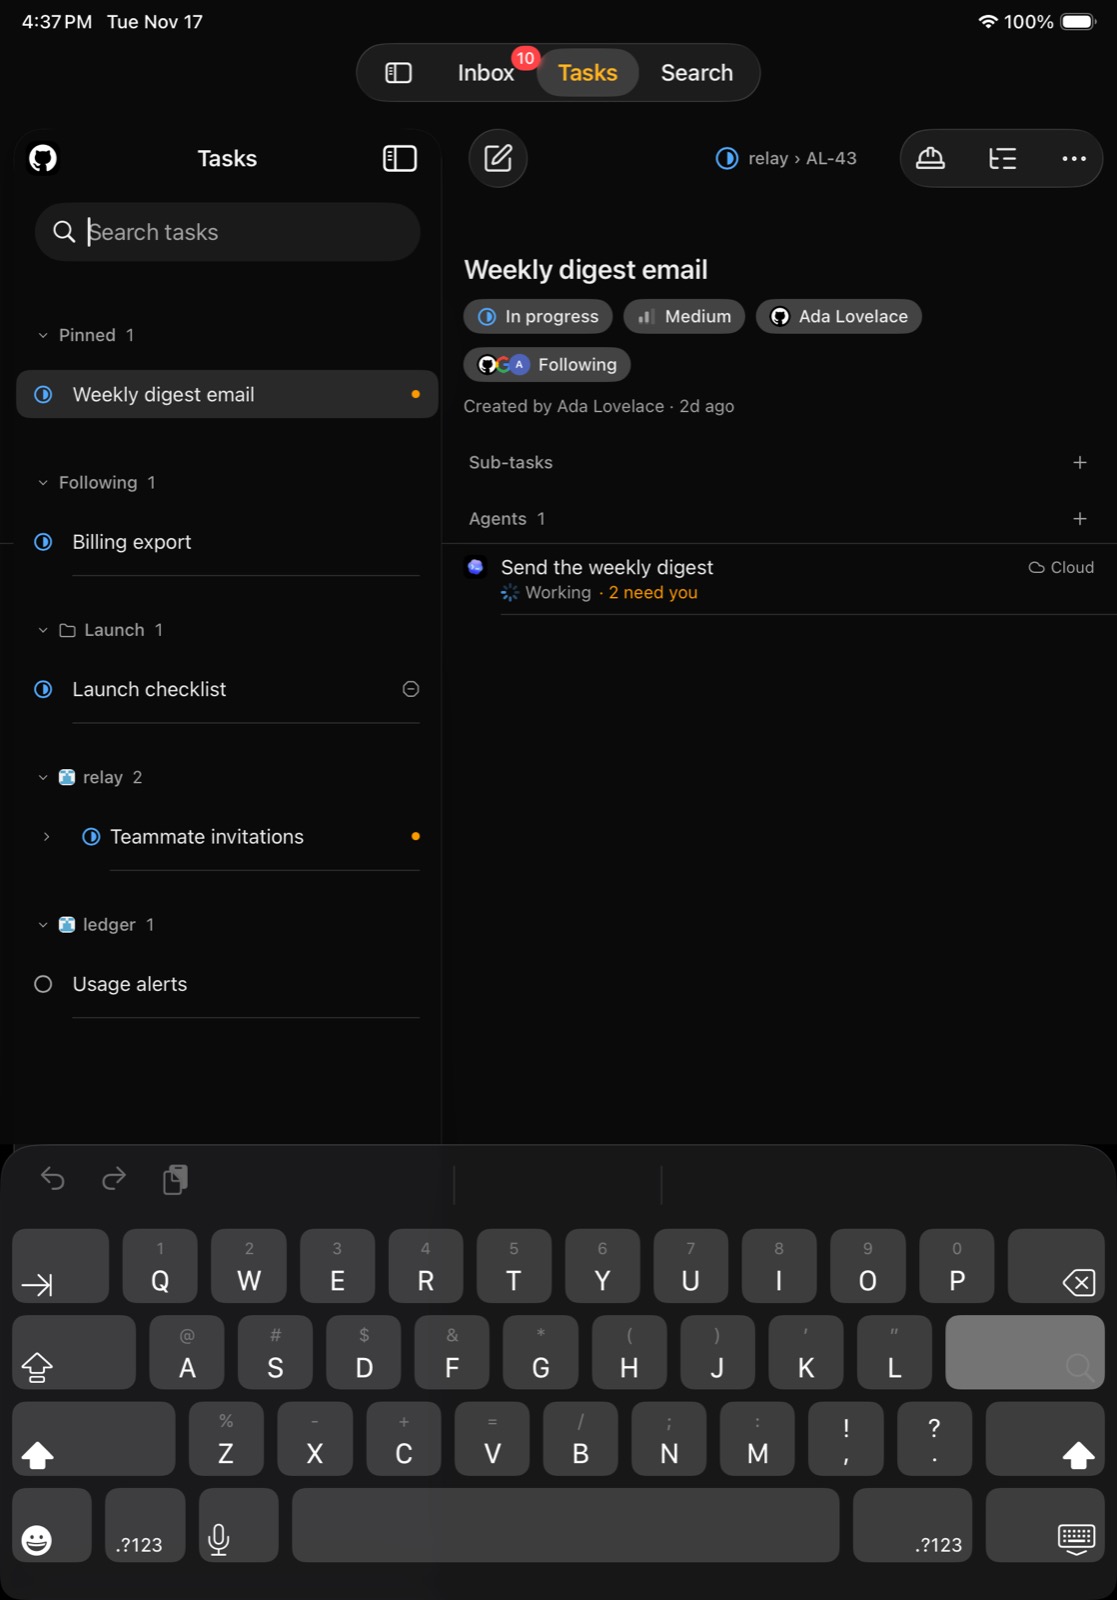 4:37 PM Tue Nov 17
100%
Inbox 10 Tasks Search
Tasks
relay › AL-43
Search tasks
Weekly digest email
In progress Medium Ada Lovelace
A Following
Created by Ada Lovelace · 2d ago
Pinned 1
Weekly digest email
Following 1
Billing export
Launch 1
Launch checklist
relay 2
Teammate invitations
ledger 1
Usage alerts
Sub-tasks
Agents 1
Send the weekly digest
Cloud
Working · 2 need you
1 2 3 4 5 6 7 8 9 0
Q W E R T Y U I O P
@ # $ & * ( ) ' "
A S D F G H J K L
% - + = / ; : ! ?
Z X C V B N M , .
.?123 .?123